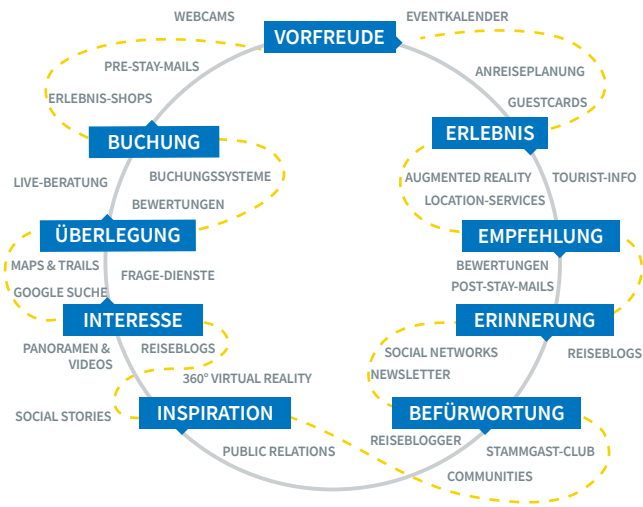 WEBCAMS
EVENTKALENDER
VORFREUDE
PRE-STAY-MAILS
ANREISEPLANUNG
ERLEBNIS-SHOPS
GUESTCARDS
BUCHUNG
ERLEBNIS
BUCHUNGSSYSTEME
LIVE-BERATUNG
AUGMENTED REALITY
TOURIST-INFO
BEWERTUNGEN
LOCATION-SERVICES
ÜBERLEGUNG
EMPFEHLUNG
MAPS & TRAILS
FRAGE-DIENSTE
BEWERTUNGEN
GOOGLE SUCHE
POST-STAY-MAILS
INTERESSE
ERINNERUNG
PANORAMEN &
VIDEOS
REISEBLOGS
SOCIAL NETWORKS
REISEBLOGS
360° VIRTUAL REALITY
NEWSLETTER
SOCIAL STORIES
INSPIRATION
BEFÜRWORTUNG
PUBLIC RELATIONS
REISEBLOGGER
STAMMGAST-CLUB
COMMUNITIES